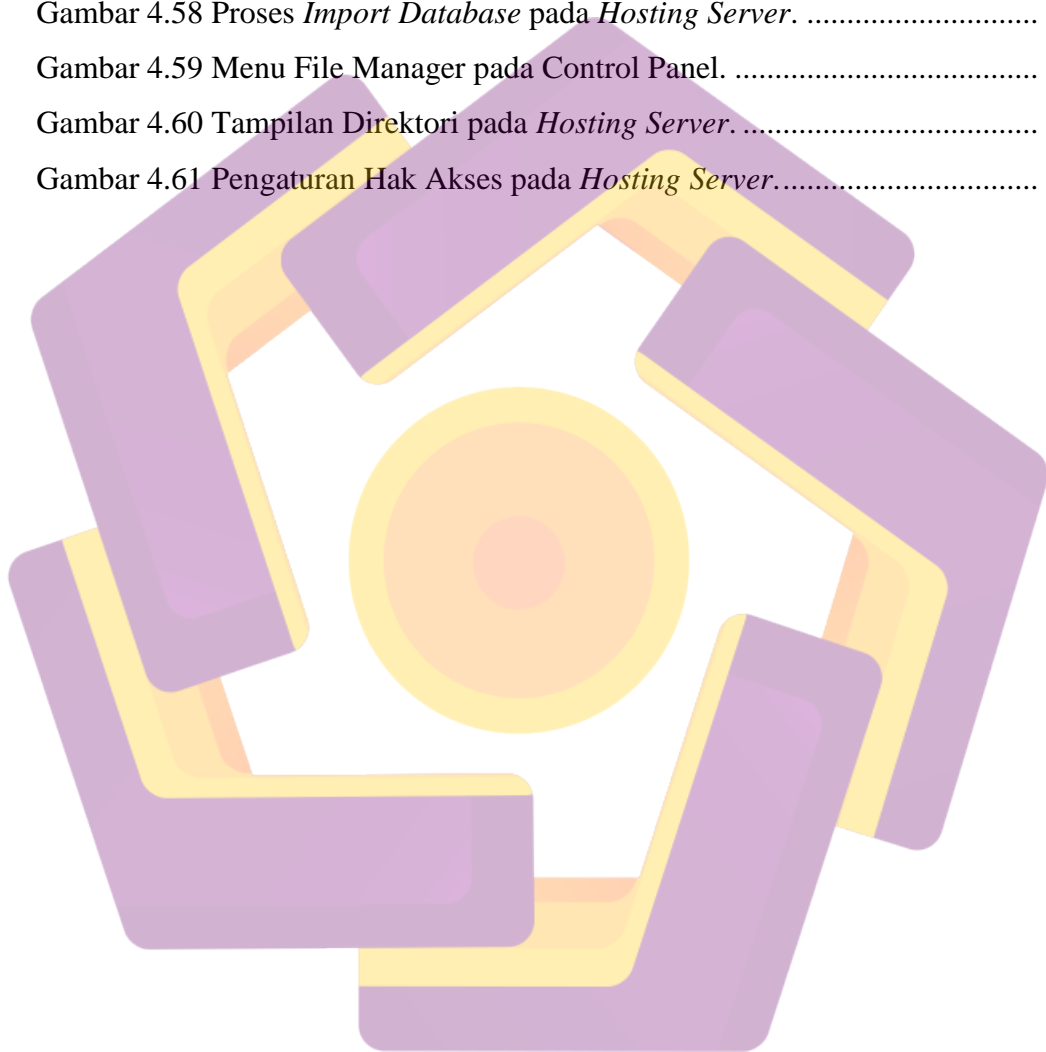 Gambar 4.58 Proses Import Database pada Hosting Server. .................................
Gambar 4.59 Menu File Manager pada Control Panel. ...........................................
Gambar 4.60 Tampilan Direktori pada Hosting Server. ..........................................
Gambar 4.61 Pengaturan Hak Akses pada Hosting Server.....................................